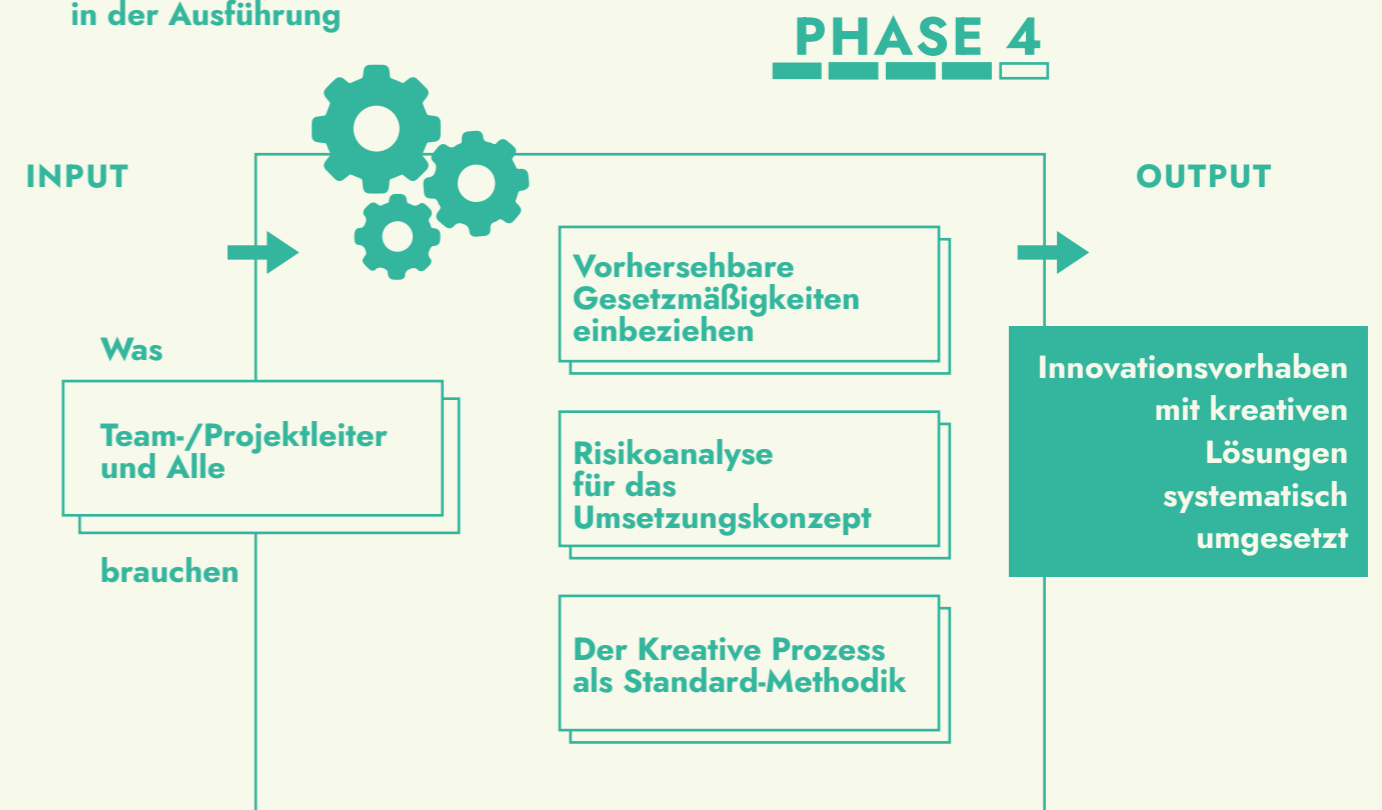 in der Ausführung
PHASE 4
INPUT
OUTPUT
Was
Team-/Projektleiter
und Alle
brauchen
Vorhersehbare
Gesetzmäßigkeiten
einbeziehen
Risikoanalyse
für das
Umsetzungskonzept
Der Kreative Prozess
als Standard-Methodik
Innovationsvorhaben
mit kreativen
Lösungen
systematisch
umgesetzt